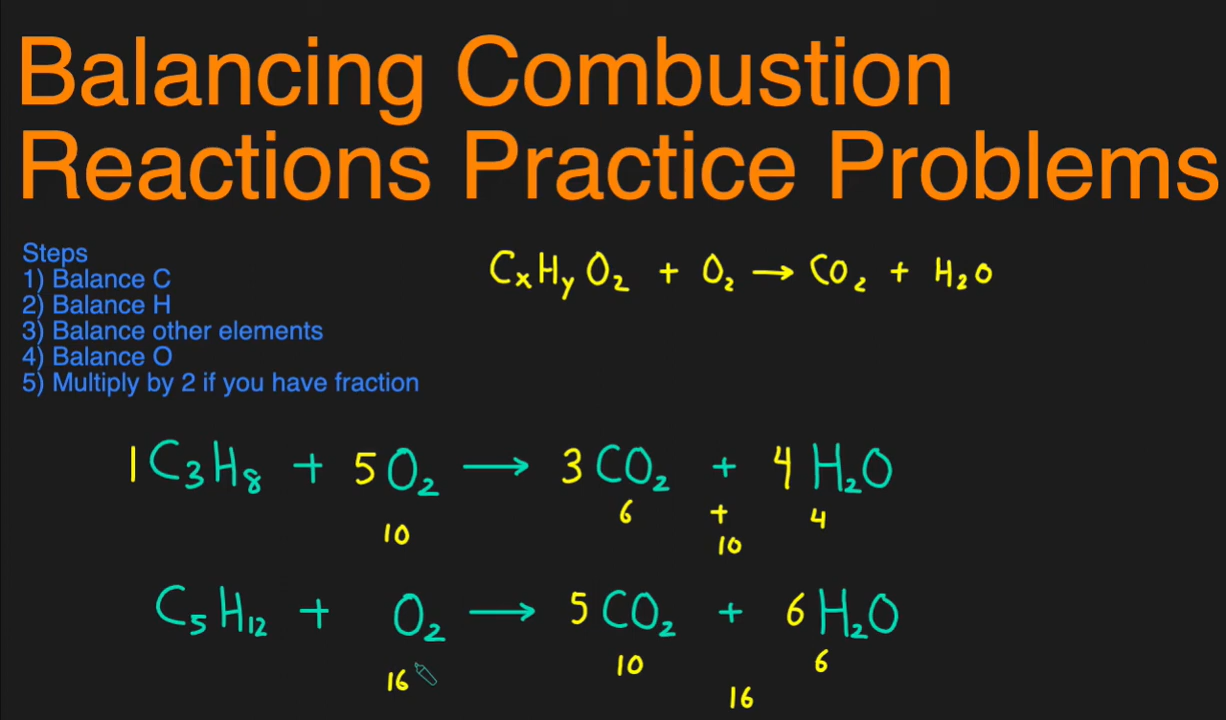 Balancing Combustion
Reactions Practice Problems
Steps
1) Balance C
2) Balance H
3) Balance other elements
4) Balance O
5) Multiply by 2 if you have fraction
CₓHᵧO₂ + O₂ → CO₂ + H₂O
1C₃H₈ + 5O₂ → 3CO₂ + 4H₂O
6 + 4
10 10
C₅H₁₂ + O₂ → 5CO₂ + 6H₂O
10 6
16 16